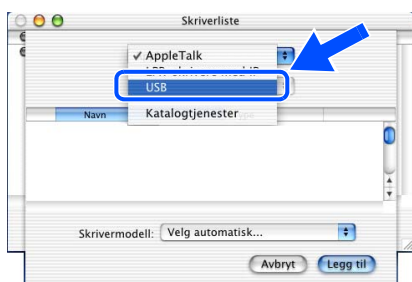 Skriverliste
✓ AppleTalk
USB
Katalogtjenester
Navn
Skrivermodell: Velg automatisk...
Avbryt Legg til